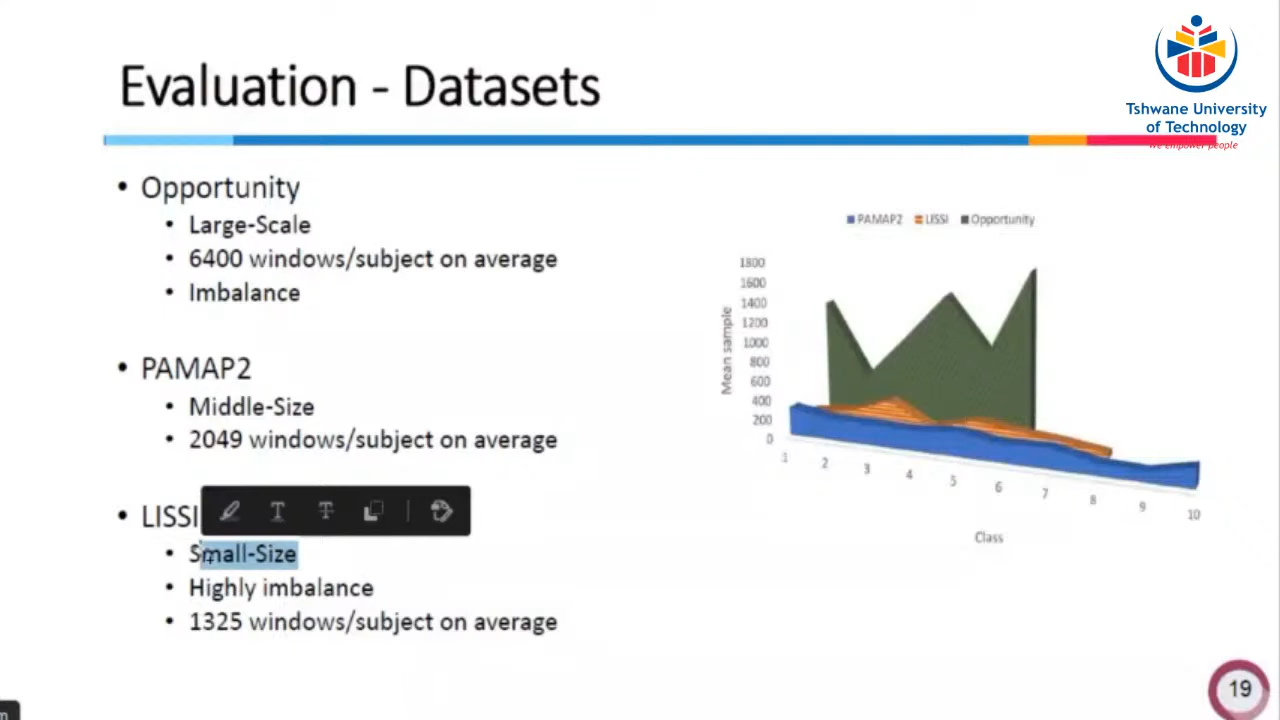 Evaluation - Datasets
Tshwane University
of Technology
We empower people
• Opportunity
• Large-Scale
• 6400 windows/subject on average
• Imbalance
• PAMAP2
• Middle-Size
• 2049 windows/subject on average
• LISSI
• Small-Size
• Highly imbalance
• 1325 windows/subject on average
PAMAP2 LISSI Opportunity
1800
1600
1400
1200
1000
800
600
400
200
0
Mean sample
1 2 3 4 5 6 7 8 9 10
Class
19